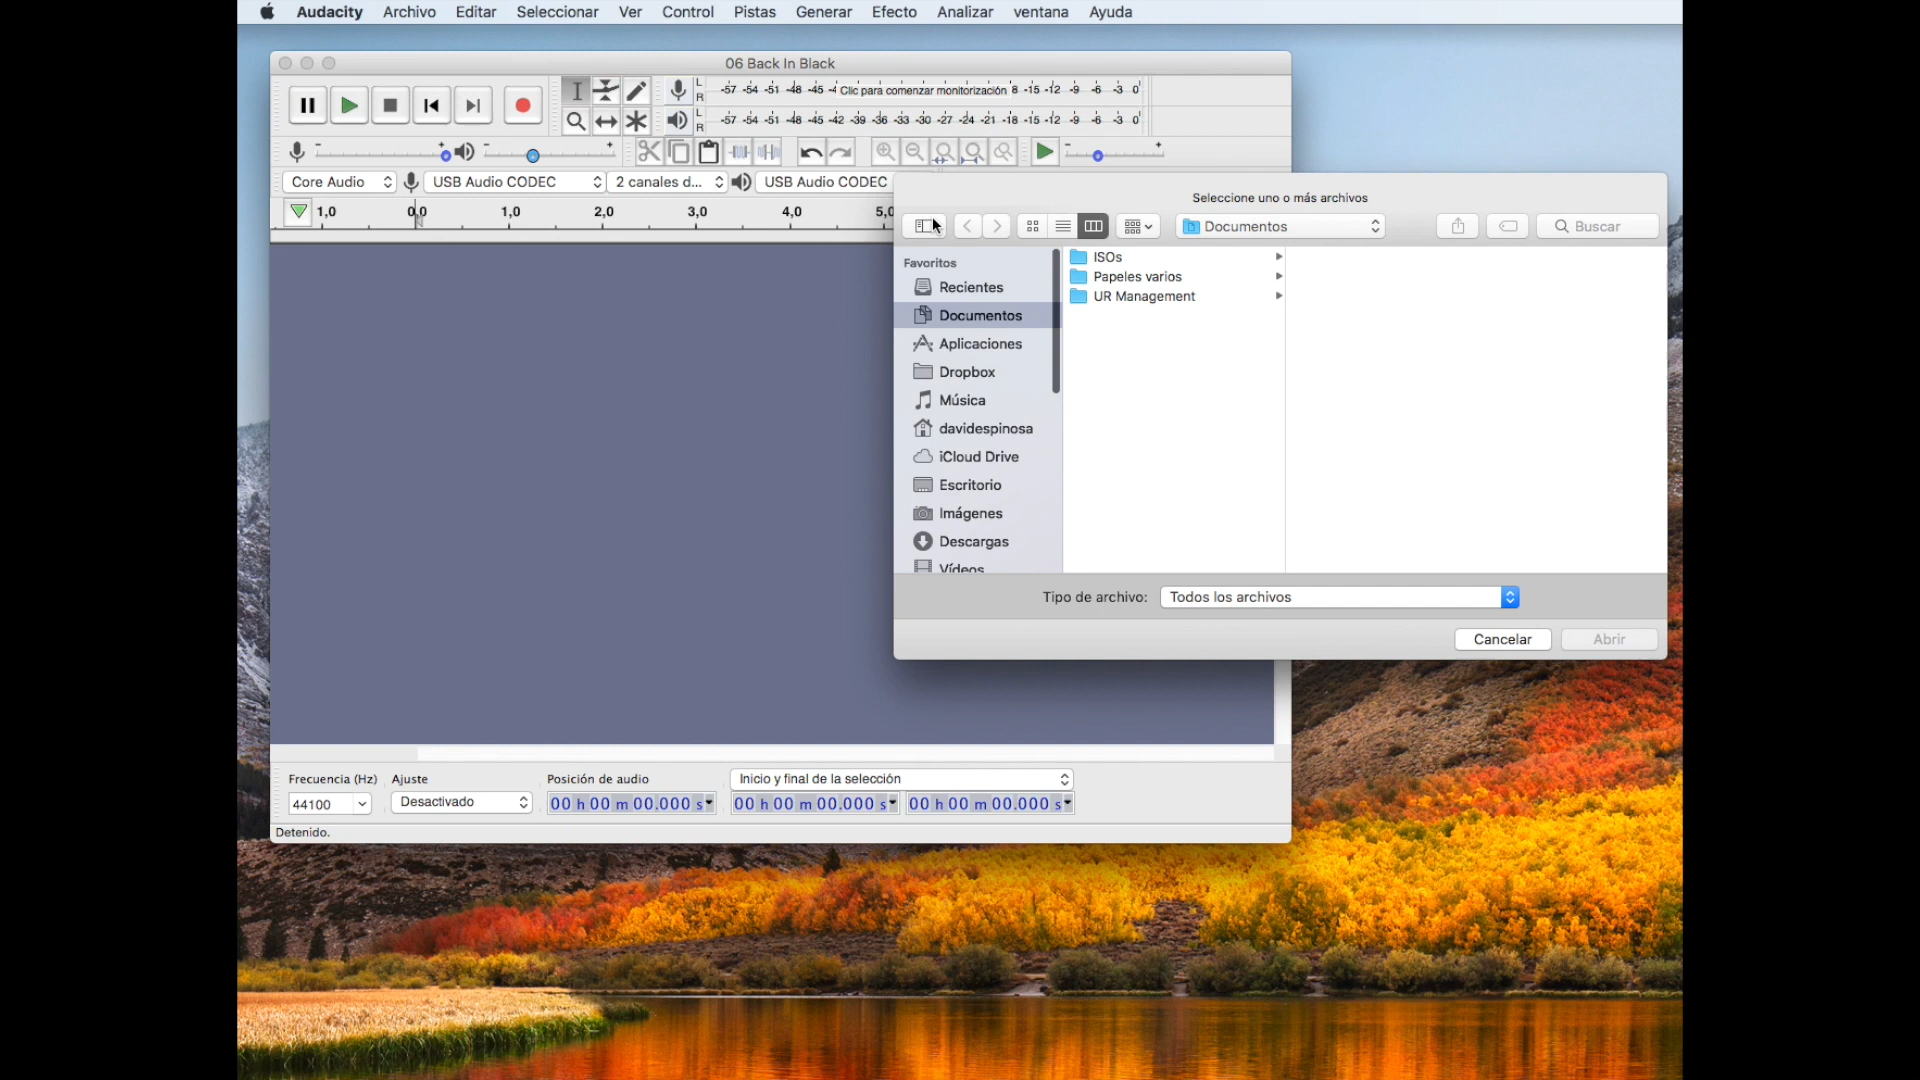 Audacity Archivo Editar Seleccionar Ver Control Pistas Generar Efecto Analizar ventana Ayuda
06 Back In Black
L -57 -54 -51 -48 -45 -4 Clic para comenzar monitorización 8 -15 -12 -9 -6 -3 0
R
L -57 -54 -51 -48 -45 -42 -39 -36 -33 -30 -27 -24 -21 -18 -15 -12 -9 -6 -3 0
R
- + - + - +
Core Audio USB Audio CODEC 2 canales d... USB Audio CODEC
1,0 0,0 1,0 2,0 3,0 4,0 5,0
Seleccione uno o más archivos
Documentos Buscar
Favoritos
Recientes
Documentos
Aplicaciones
Dropbox
Música
davidespinosa
iCloud Drive
Escritorio
Imágenes
Descargas
Vídeos
ISOs
Papeles varios
UR Management
Tipo de archivo: Todos los archivos
Cancelar Abrir
Frecuencia (Hz) Ajuste Posición de audio Inicio y final de la selección
44100 Desactivado 00 h 00 m 00.000 s 00 h 00 m 00.000 s 00 h 00 m 00.000 s
Detenido.